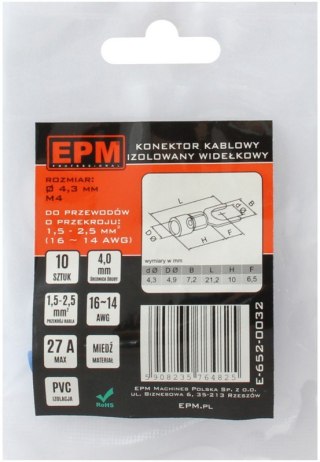 EPM
PROFESSIONAL
KONEKTOR KABLOWY
IZOLOWANY WIDEŁKOWY
ROZMIAR:
Ø 4,3 MM
M4
DO PRZEWODÓW
O PRZEKROJU:
1,5 - 2,5 MM²
(16 ~ 14 AWG)
L
B
dØ
DØ
H
F
wymiary w mm
dØ DØ B L H F
4,3 4,9 7,2 21,2 10 6,5
10
SZTUK
4,0
mm
ŚREDNICA ŚRUBY
1,5-2,5
mm²
PRZEKRÓJ KABLA
16~14
AWG
27 A
MAX
MIEDŹ
MATERIAŁ
PVC
IZOLACJA
RoHS
5 908235 764825
E-652-0032
EPM MACHINES POLSKA SP. Z O.O.
UL. BIZNESOWA 6, 35-213 RZESZÓW
EPM.PL